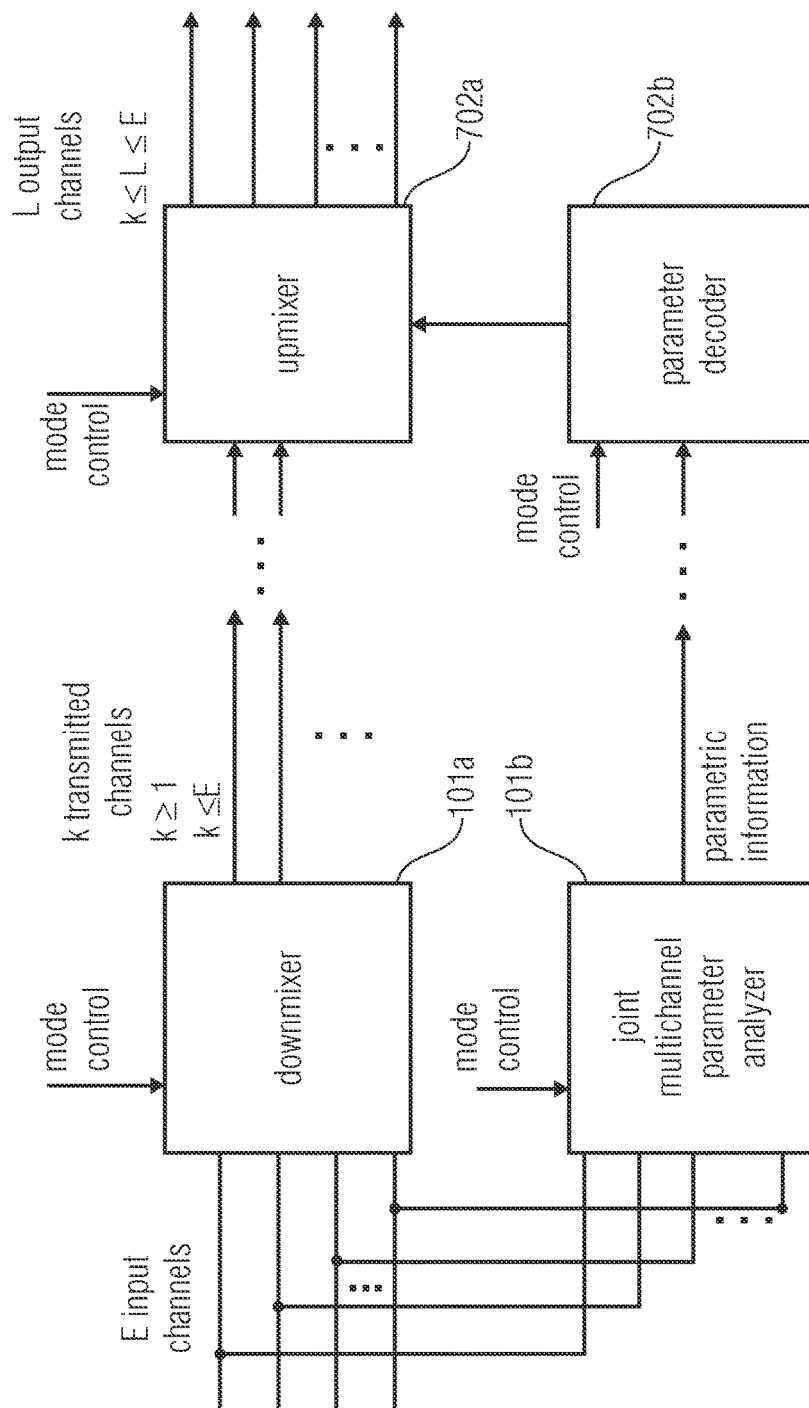 E input
channels
mode
control
downmixer
101a
k transmitted
channels
k ≥ 1
k ≤E
mode
control
upmixer
702a
L output
channels
k ≤ L ≤ E
mode
control
joint
multichannel
parameter
analyzer
101b
parametric
information
mode
control
parameter
decoder
702b